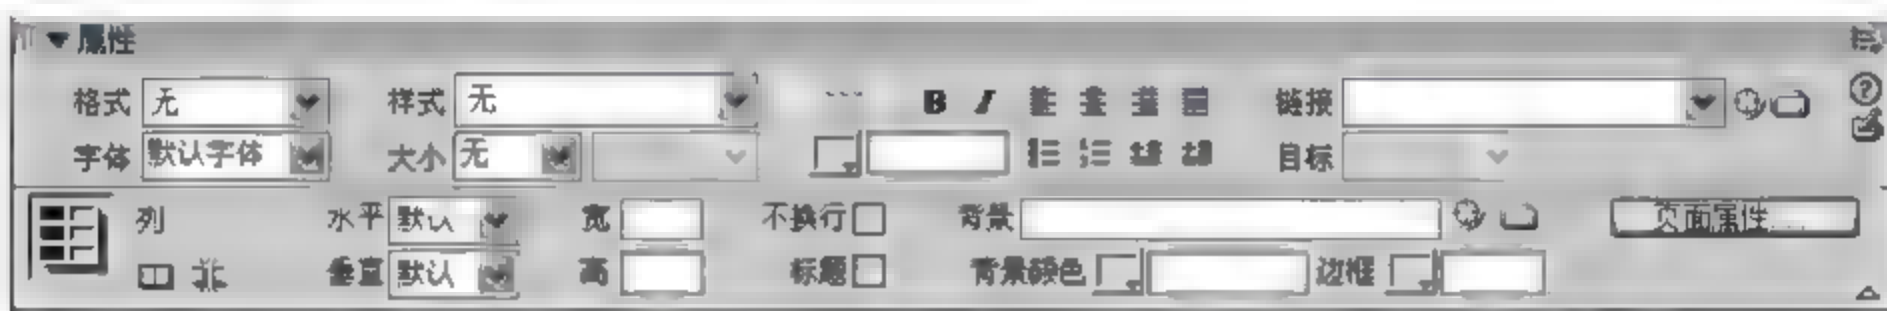 属性
格式 无 样式 无 B I 链接
字体 默认字体 大小 无 目标
列 水平 默认 宽 不换行 背景 页面属性...
垂直 默认 高 标题 背景颜色 边框